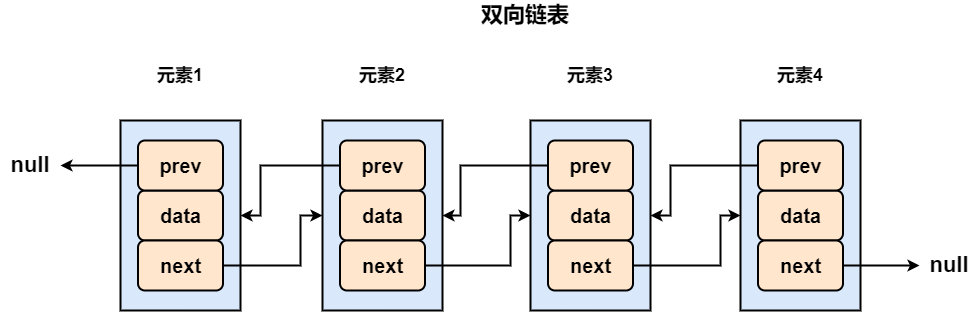 双向链表
元素1 元素2 元素3 元素4
null prev prev prev prev
data data data data
next next next next null